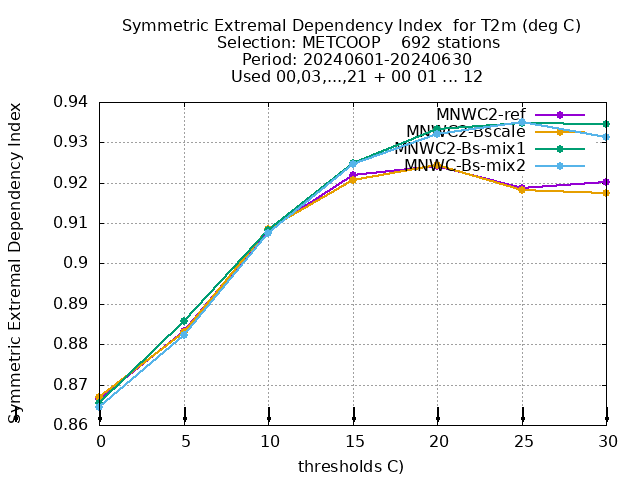 Symmetric Extremal Dependency Index  for T2m (deg C)
Selection: METCOOP    692 stations
Period: 20240601-20240630
Used 00,03,...,21 + 00 01 ... 12
Symmetric Extremal Dependency Index
0.94
0.93
0.92
0.91
0.9
0.89
0.88
0.87
0.86
MNWC2-ref
MNWC2-Bscale
MNWC2-Bs-mix1
MNWC-Bs-mix2
0 5 10 15 20 25 30
thresholds C)